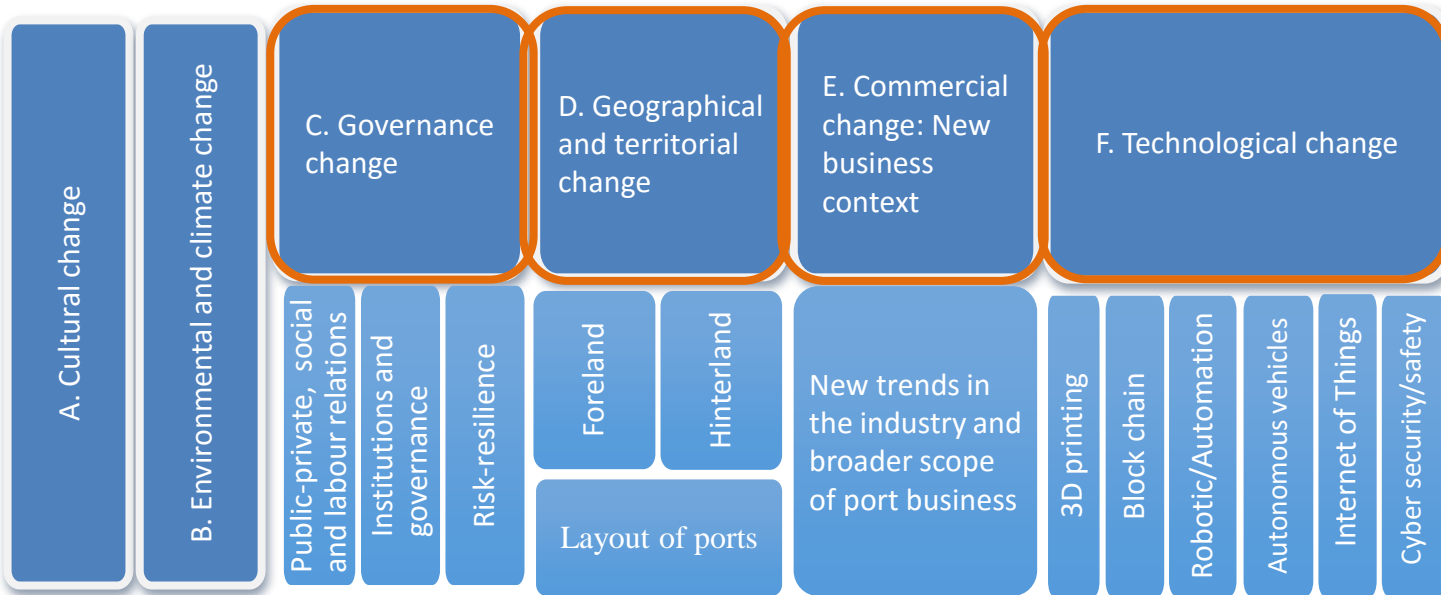 A. Cultural change
B. Environmental and climate change
C. Governance
change
D. Geographical
and territorial
change
E. Commercial
change: New
business
context
F. Technological change
Public-private, social
and labour relations
Institutions and
governance
Risk-resilience
Foreland
Hinterland
Layout of ports
New trends in
the industry and
broader scope
of port business
3D printing
Block chain
Robotic/Automation
Autonomous vehicles
Internet of Things
Cyber security/safety